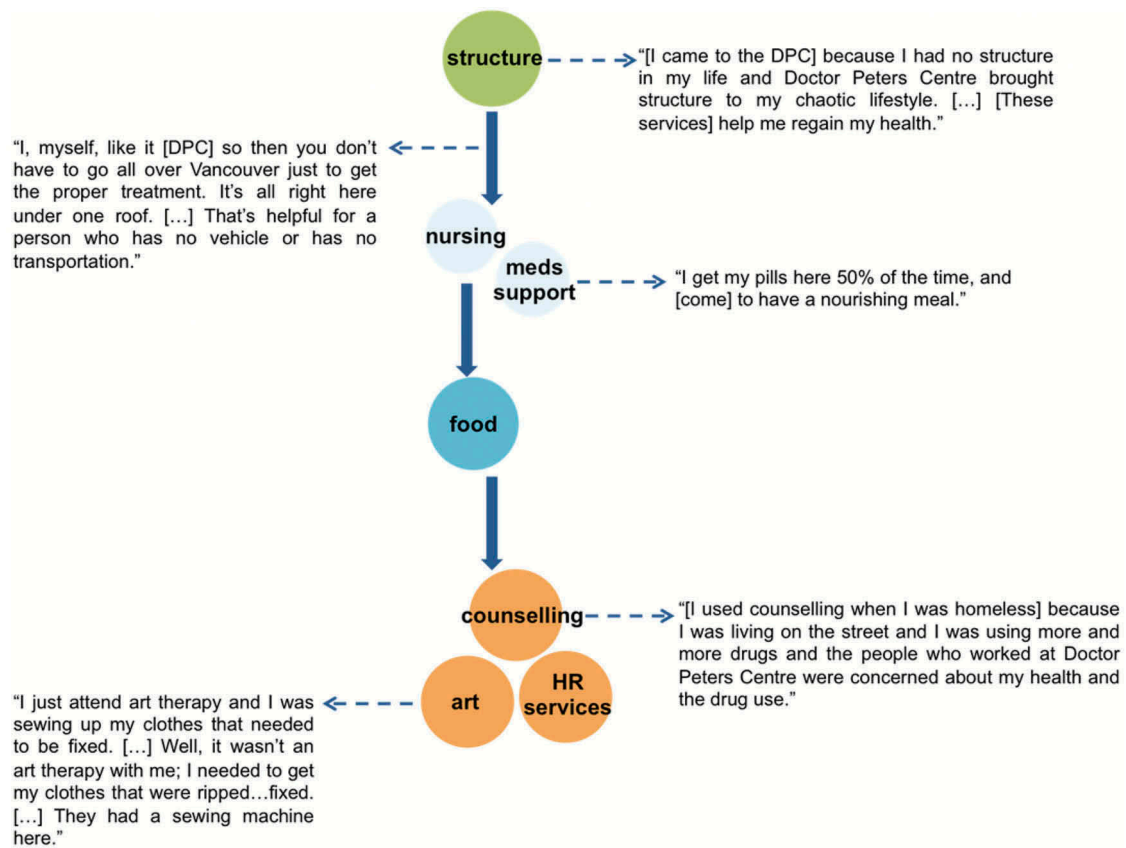 structure
“[I came to the DPC] because I had no structure
in my life and Doctor Peters Centre brought
structure to my chaotic lifestyle. […] [These
services] help me regain my health.”
“I, myself, like it [DPC] so then you don’t
have to go all over Vancouver just to get
the proper treatment. It’s all right here
under one roof. […] That’s helpful for a
person who has no vehicle or has no
transportation.”
nursing
meds
support
“I get my pills here 50% of the time, and
[come] to have a nourishing meal.”
food
counselling
“[I used counselling when I was homeless] because
I was living on the street and I was using more and
more drugs and the people who worked at Doctor
Peters Centre were concerned about my health and
the drug use.”
art
HR
services
“I just attend art therapy and I was
sewing up my clothes that needed
to be fixed. […] Well, it wasn’t an
art therapy with me; I needed to get
my clothes that were ripped…fixed.
[…] They had a sewing machine
here.”